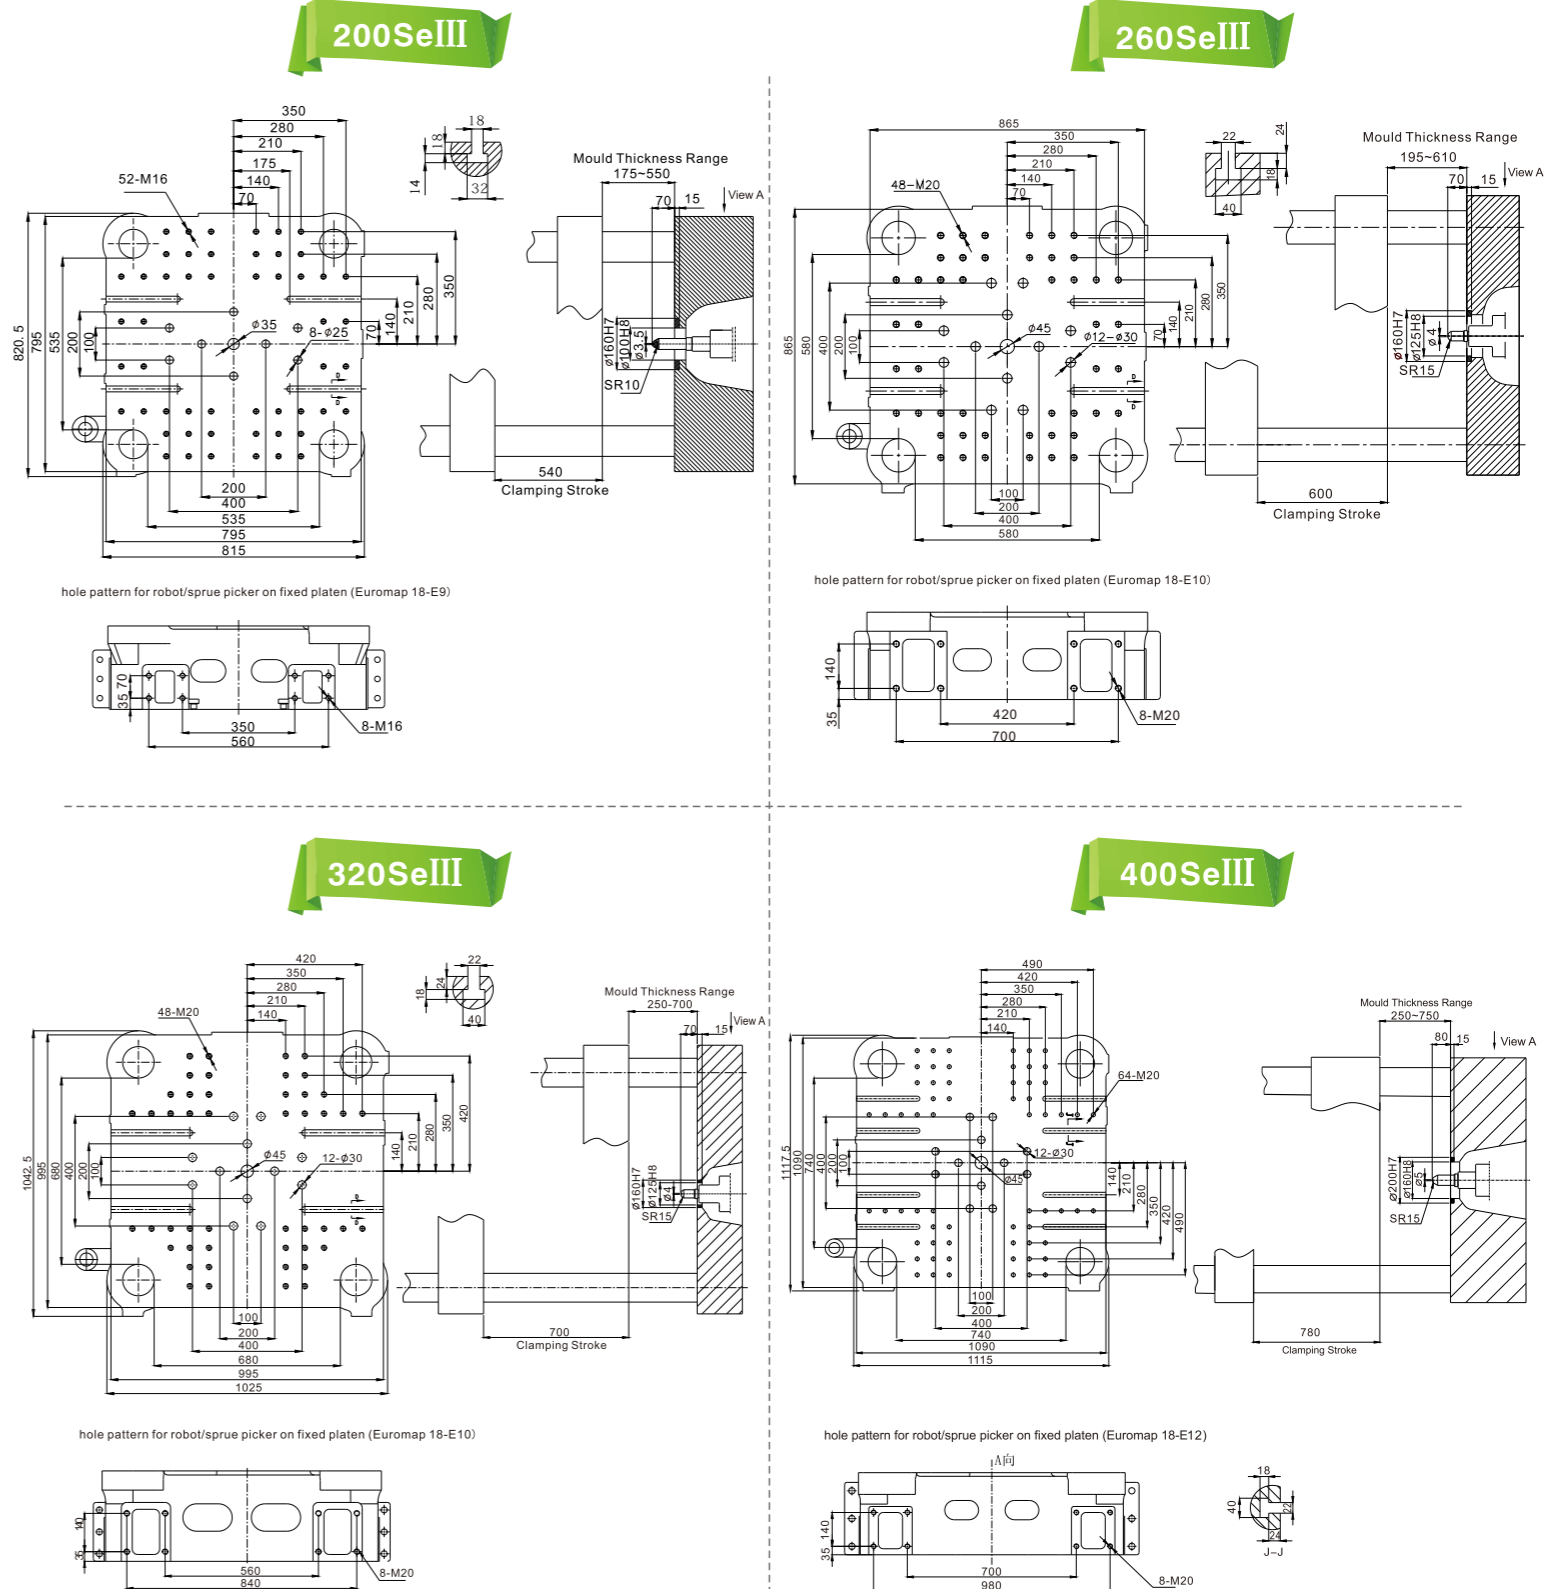 200SeIII
350
280
210
175
140
70
52-M16
18
18
14
32
Mould Thickness Range
175~550
70
15
View A
820.5
795
535
200
100
ø35
8-ø25
70
140
210
280
350
ø160H7
ø100H8
ø3.5
SR10
D
D
540
Clamping Stroke
200
400
535
795
815
hole pattern for robot/sprue picker on fixed platen (Euromap 18-E9)
70
35
350
560
8-M16
260SeIII
865
350
280
210
140
70
48-M20
22
24
18
40
Mould Thickness Range
195~610
70
15
View A
865
580
400
200
100
ø45
ø12-ø30
70
140
210
280
350
ø160H7
ø125H8
ø4
SR15
D
D
600
Clamping Stroke
100
200
400
580
hole pattern for robot/sprue picker on fixed platen (Euromap 18-E10)
140
35
420
700
8-M20
320SeIII
420
350
280
210
140
48-M20
22
24
18
40
Mould Thickness Range
250-700
70
15
View A
1042.5
995
680
400
200
100
ø45
12-ø30
140
210
280
350
420
ø160H7
ø125H8
ø4
SR15
D
D
700
Clamping Stroke
100
200
400
680
995
1025
hole pattern for robot/sprue picker on fixed platen (Euromap 18-E10)
140
35
560
840
8-M20
400SeIII
490
420
350
280
210
140
64-M20
Mould Thickness Range
250~750
80
15
View A
1117.5
1090
740
400
200
100
12-ø30
ø45
140
210
280
350
420
490
ø200H7
ø160H8
ø5
SR15
780
Clamping Stroke
100
200
400
740
1090
1115
hole pattern for robot/sprue picker on fixed platen (Euromap 18-E12)
A向
140
35
700
980
8-M20
18
40
22
24
J-J